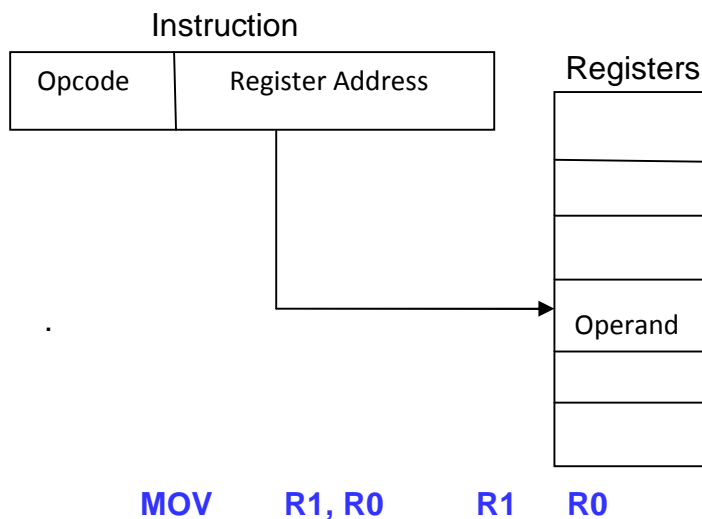 Instruction
Registers
Opcode Register Address
.
Operand
MOV R1, R0 R1 R0